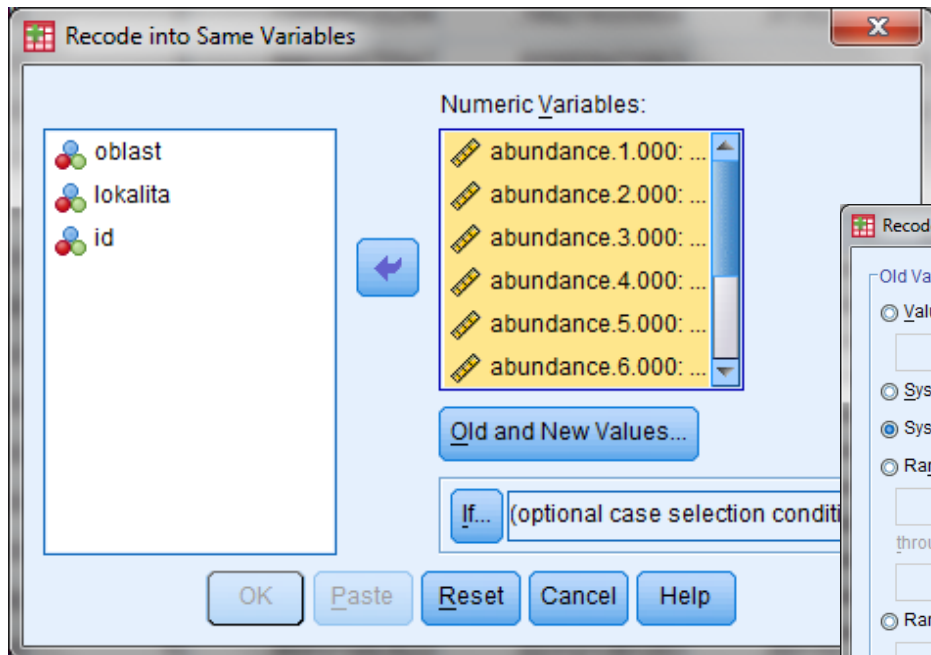 Recode into Same Variables
Numeric Variables:
oblast
lokalita
id
abundance.1.000: ...
abundance.2.000: ...
abundance.3.000: ...
abundance.4.000: ...
abundance.5.000: ...
abundance.6.000: ...
Old and New Values...
If... (optional case selection conditi
OK Paste Reset Cancel Help
Recod
Old Va
Valu
Sys
Sys
Ran
throu
Ran